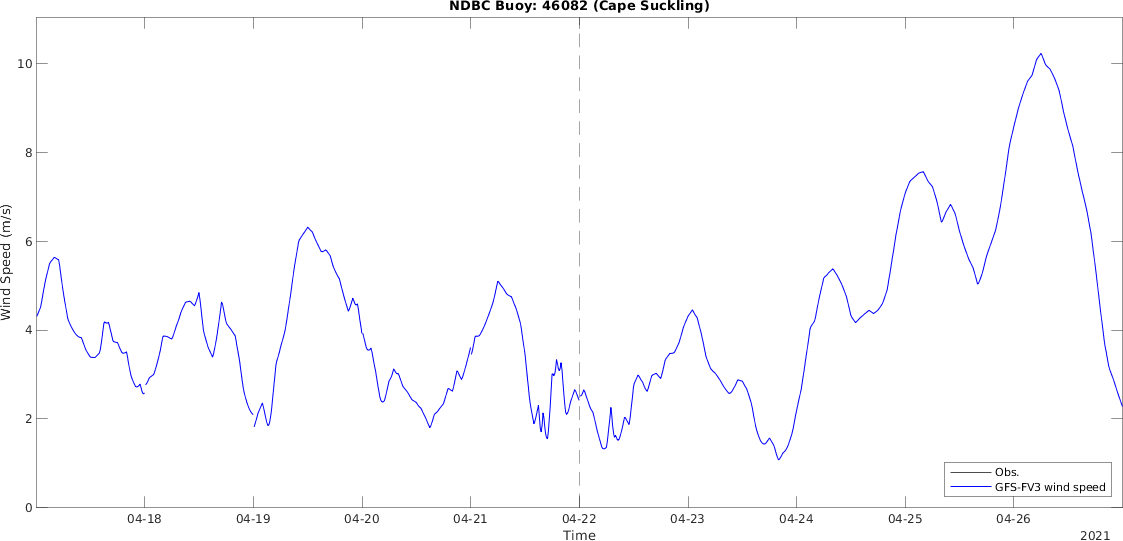 NDBC Buoy: 46082 (Cape Suckling)
Wind Speed (m/s)
10
8
6
4
2
0
Obs.
GFS-FV3 wind speed
04-18 04-19 04-20 04-21 04-22 04-23 04-24 04-25 04-26
Time
2021